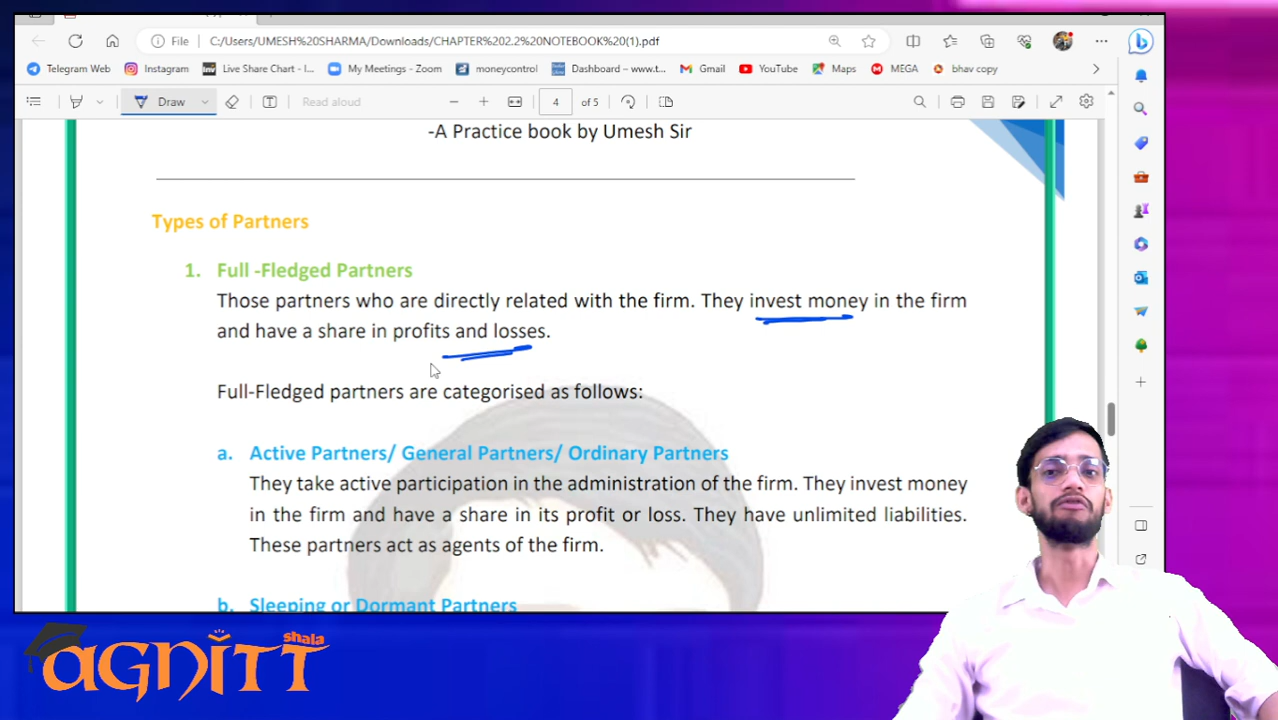 File C:/Users/UMESH%20SHARMA/Downloads/CHAPTER%202.2%20NOTEBOOK%20(1).pdf
Telegram Web Instagram Live Share Chart - I... My Meetings - Zoom moneycontrol Dashboard – www.t... Gmail YouTube Maps MEGA bhav copy
Draw Read aloud 4 of 5
-A Practice book by Umesh Sir
Types of Partners
1. Full -Fledged Partners
Those partners who are directly related with the firm. They invest money in the firm
and have a share in profits and losses.
Full-Fledged partners are categorised as follows:
a. Active Partners/ General Partners/ Ordinary Partners
They take active participation in the administration of the firm. They invest money
in the firm and have a share in its profit or loss. They have unlimited liabilities.
These partners act as agents of the firm.
b. Sleeping or Dormant Partners
agnitt shala